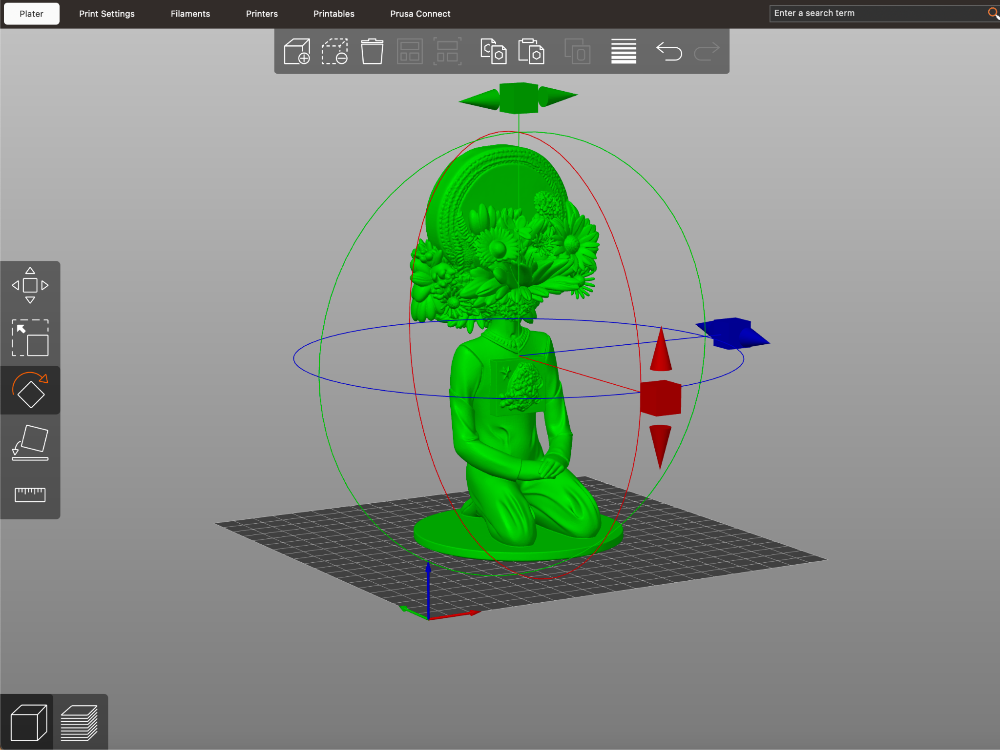 Plater
Print Settings
Filaments
Printers
Printables
Prusa Connect
Enter a search term